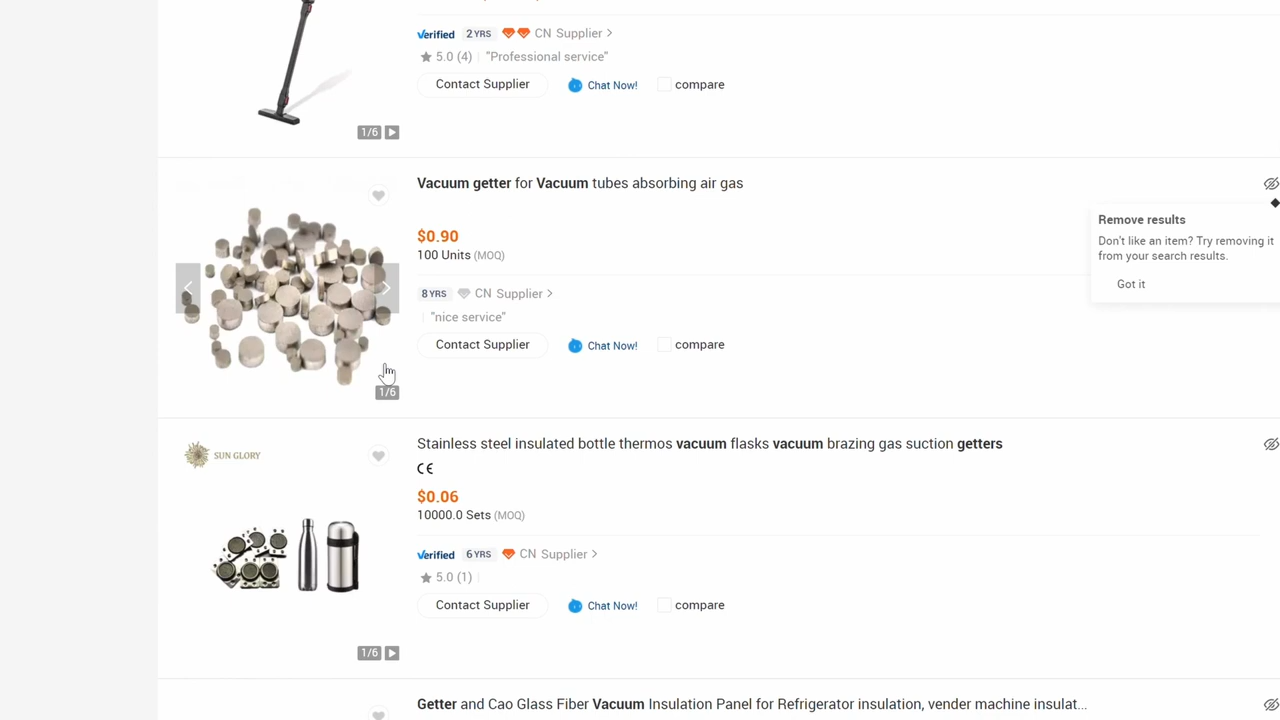 Verified 2 YRS CN Supplier >
5.0 (4) "Professional service"
Contact Supplier Chat Now! compare
1/6
Vacuum getter for Vacuum tubes absorbing air gas
Remove results
Don't like an item? Try removing it
from your search results.
Got it
$0.90
100 Units (MOQ)
8 YRS CN Supplier >
"nice service"
Contact Supplier Chat Now! compare
1/6
SUN GLORY
Stainless steel insulated bottle thermos vacuum flasks vacuum brazing gas suction getters
CE
$0.06
10000.0 Sets (MOQ)
Verified 6 YRS CN Supplier >
5.0 (1)
Contact Supplier Chat Now! compare
1/6
Getter and Cao Glass Fiber Vacuum Insulation Panel for Refrigerator insulation, vender machine insulat...